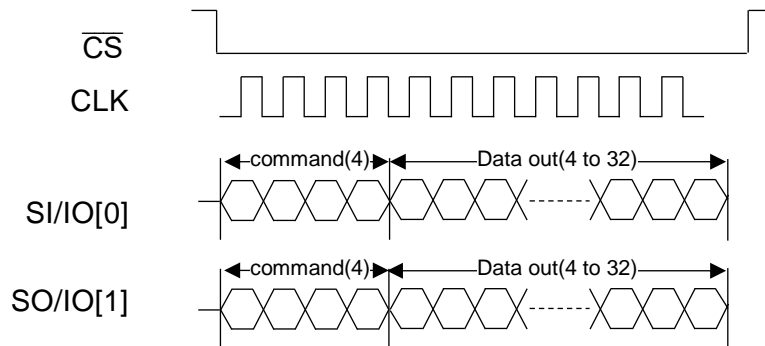 C̅S̅
CLK
command(4) Data out(4 to 32)
SI/IO[0]
command(4) Data out(4 to 32)
SO/IO[1]